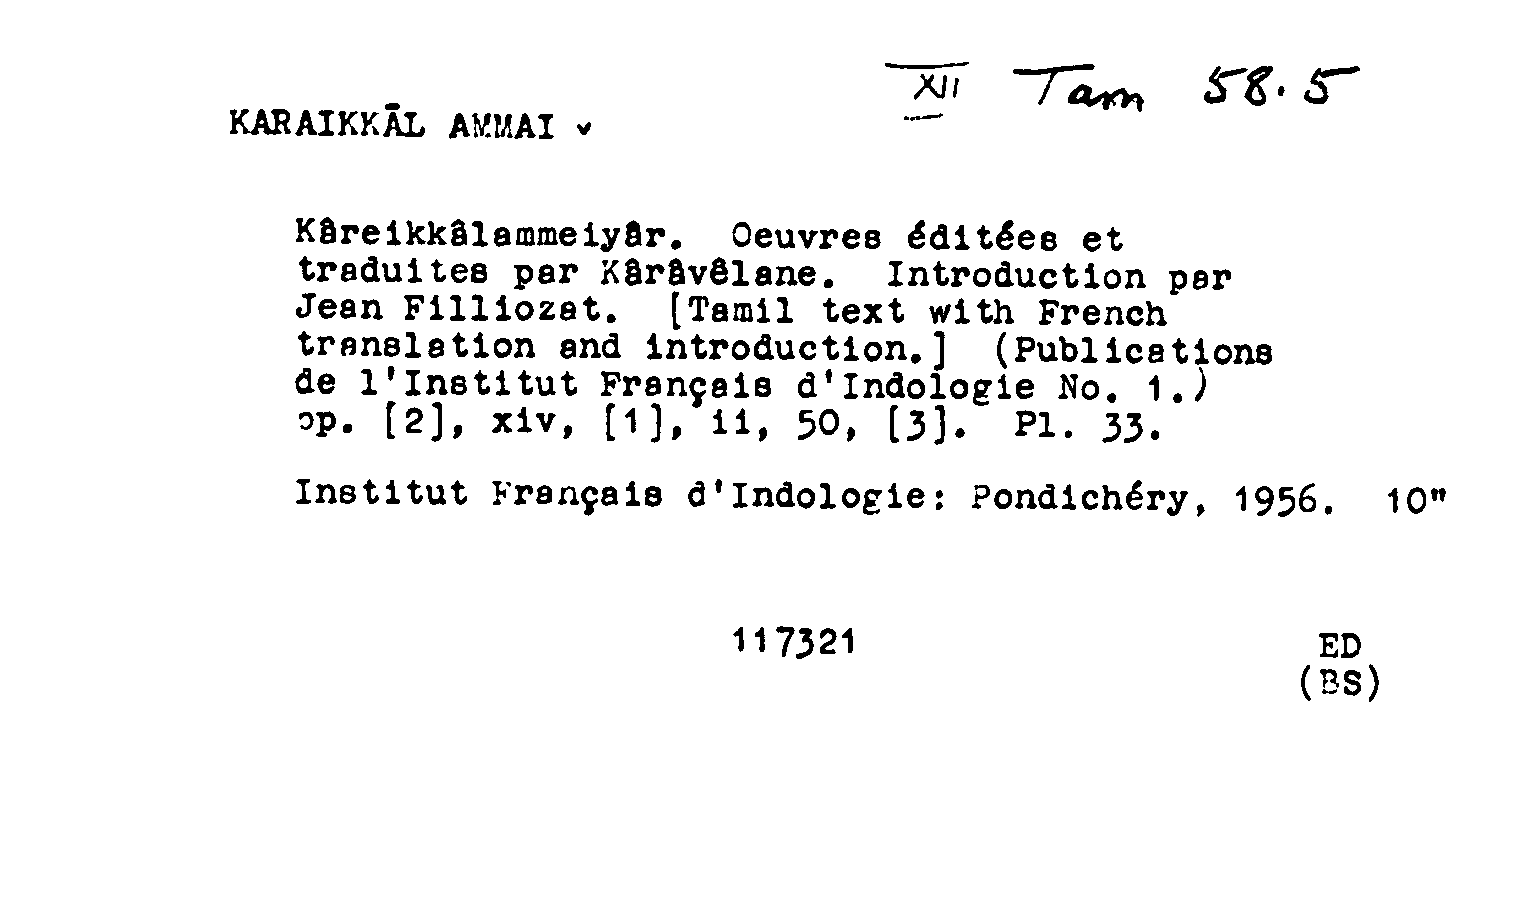 XII Tam 58.5
KARAIKKĀL AMMAI ✓
Kâreikkâlammeiyâr. Oeuvres éditées et
traduites par Kârâvêlane. Introduction par
Jean Filliozat. [Tamil text with French
translation and introduction.] (Publications
de l'Institut Français d'Indologie No. 1.)
pp. [2], xiv, [1], ii, 50, [3]. Pl. 33.
Institut Français d'Indologie: Pondichéry, 1956. 10"
117321
ED
(BS)